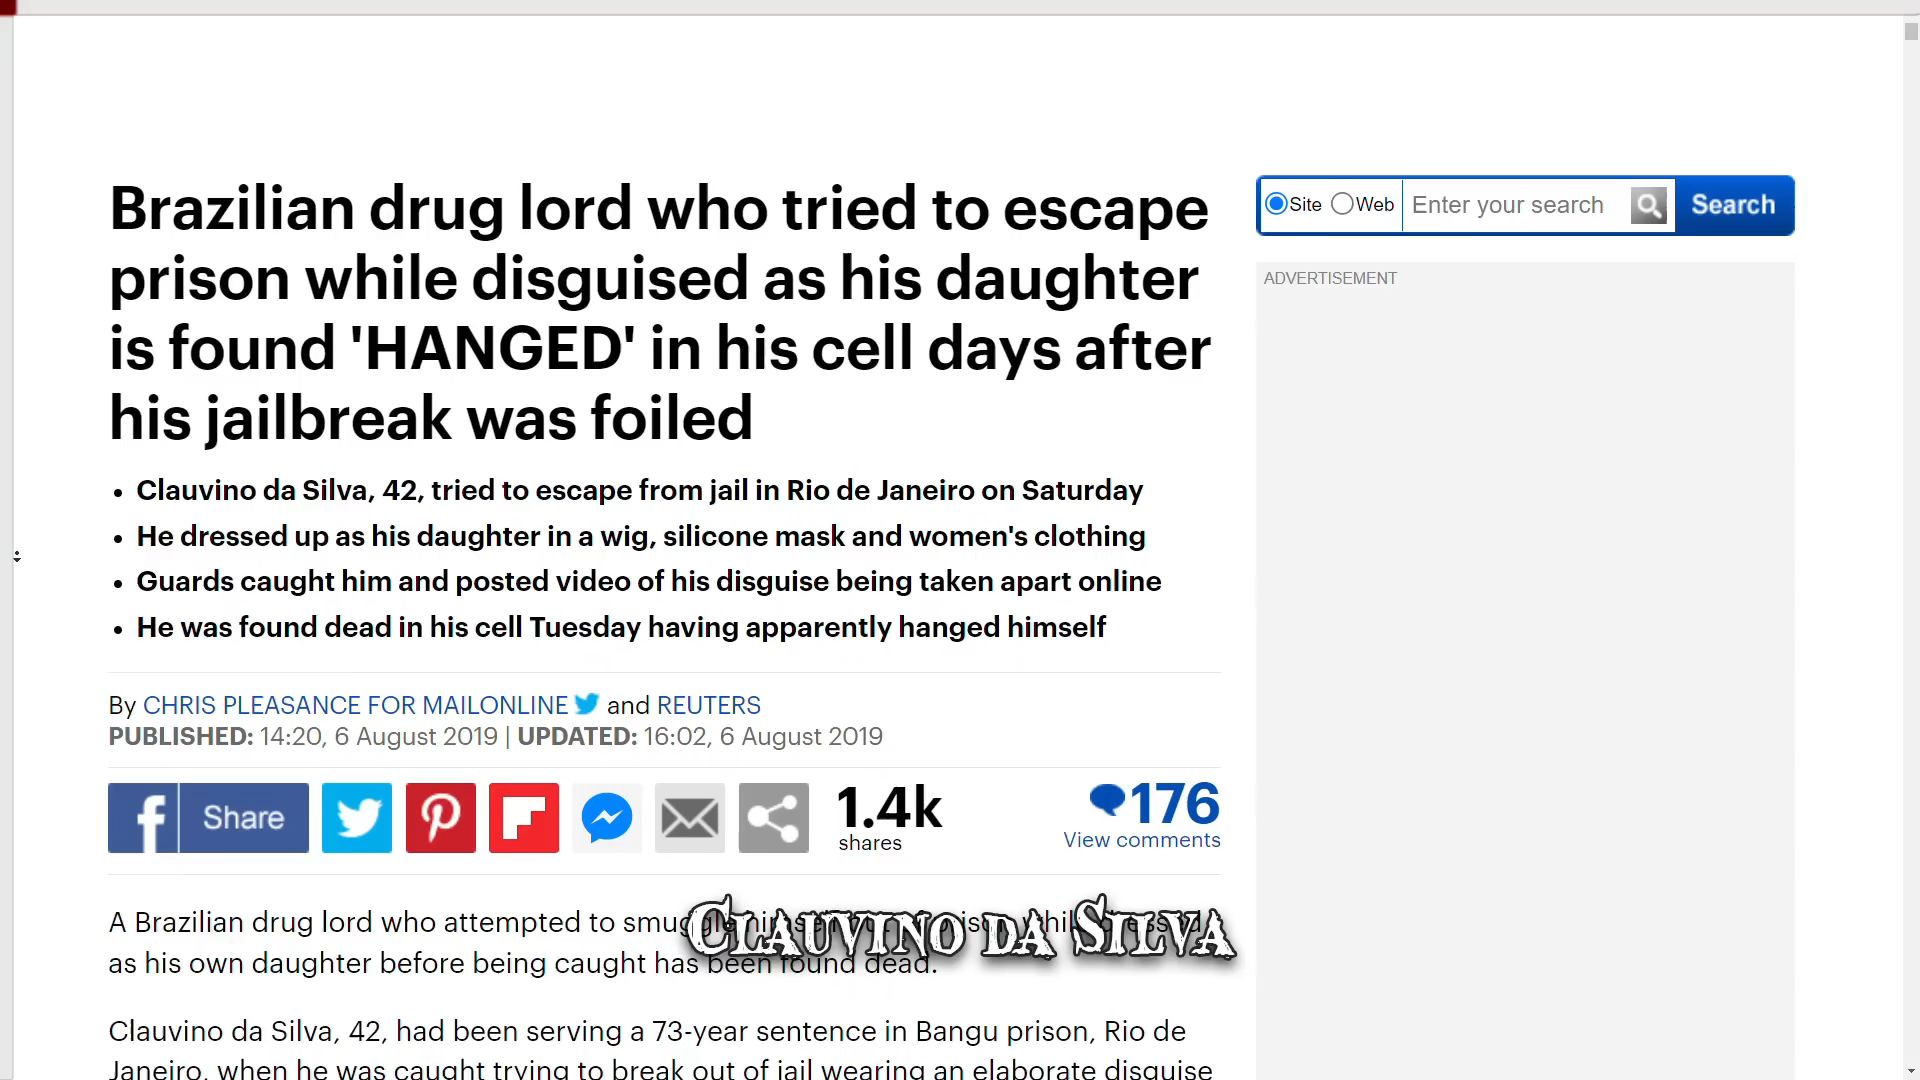 Brazilian drug lord who tried to escape
prison while disguised as his daughter
is found 'HANGED' in his cell days after
his jailbreak was foiled
• Clauvino da Silva, 42, tried to escape from jail in Rio de Janeiro on Saturday
• He dressed up as his daughter in a wig, silicone mask and women's clothing
• Guards caught him and posted video of his disguise being taken apart online
• He was found dead in his cell Tuesday having apparently hanged himself
By CHRIS PLEASANCE FOR MAILONLINE and REUTERS
PUBLISHED: 14:20, 6 August 2019 | UPDATED: 16:02, 6 August 2019
Share
1.4k
shares
176
View comments
A Brazilian drug lord who attempted to
as his own daughter before being caught has been found dead.
Clauvino da Silva
Clauvino da Silva, 42, had been serving a 73-year sentence in Bangu prison, Rio de
Janeiro, when he was caught trying to break out of jail wearing an elaborate disguise
Site Web Enter your search Search
ADVERTISEMENT